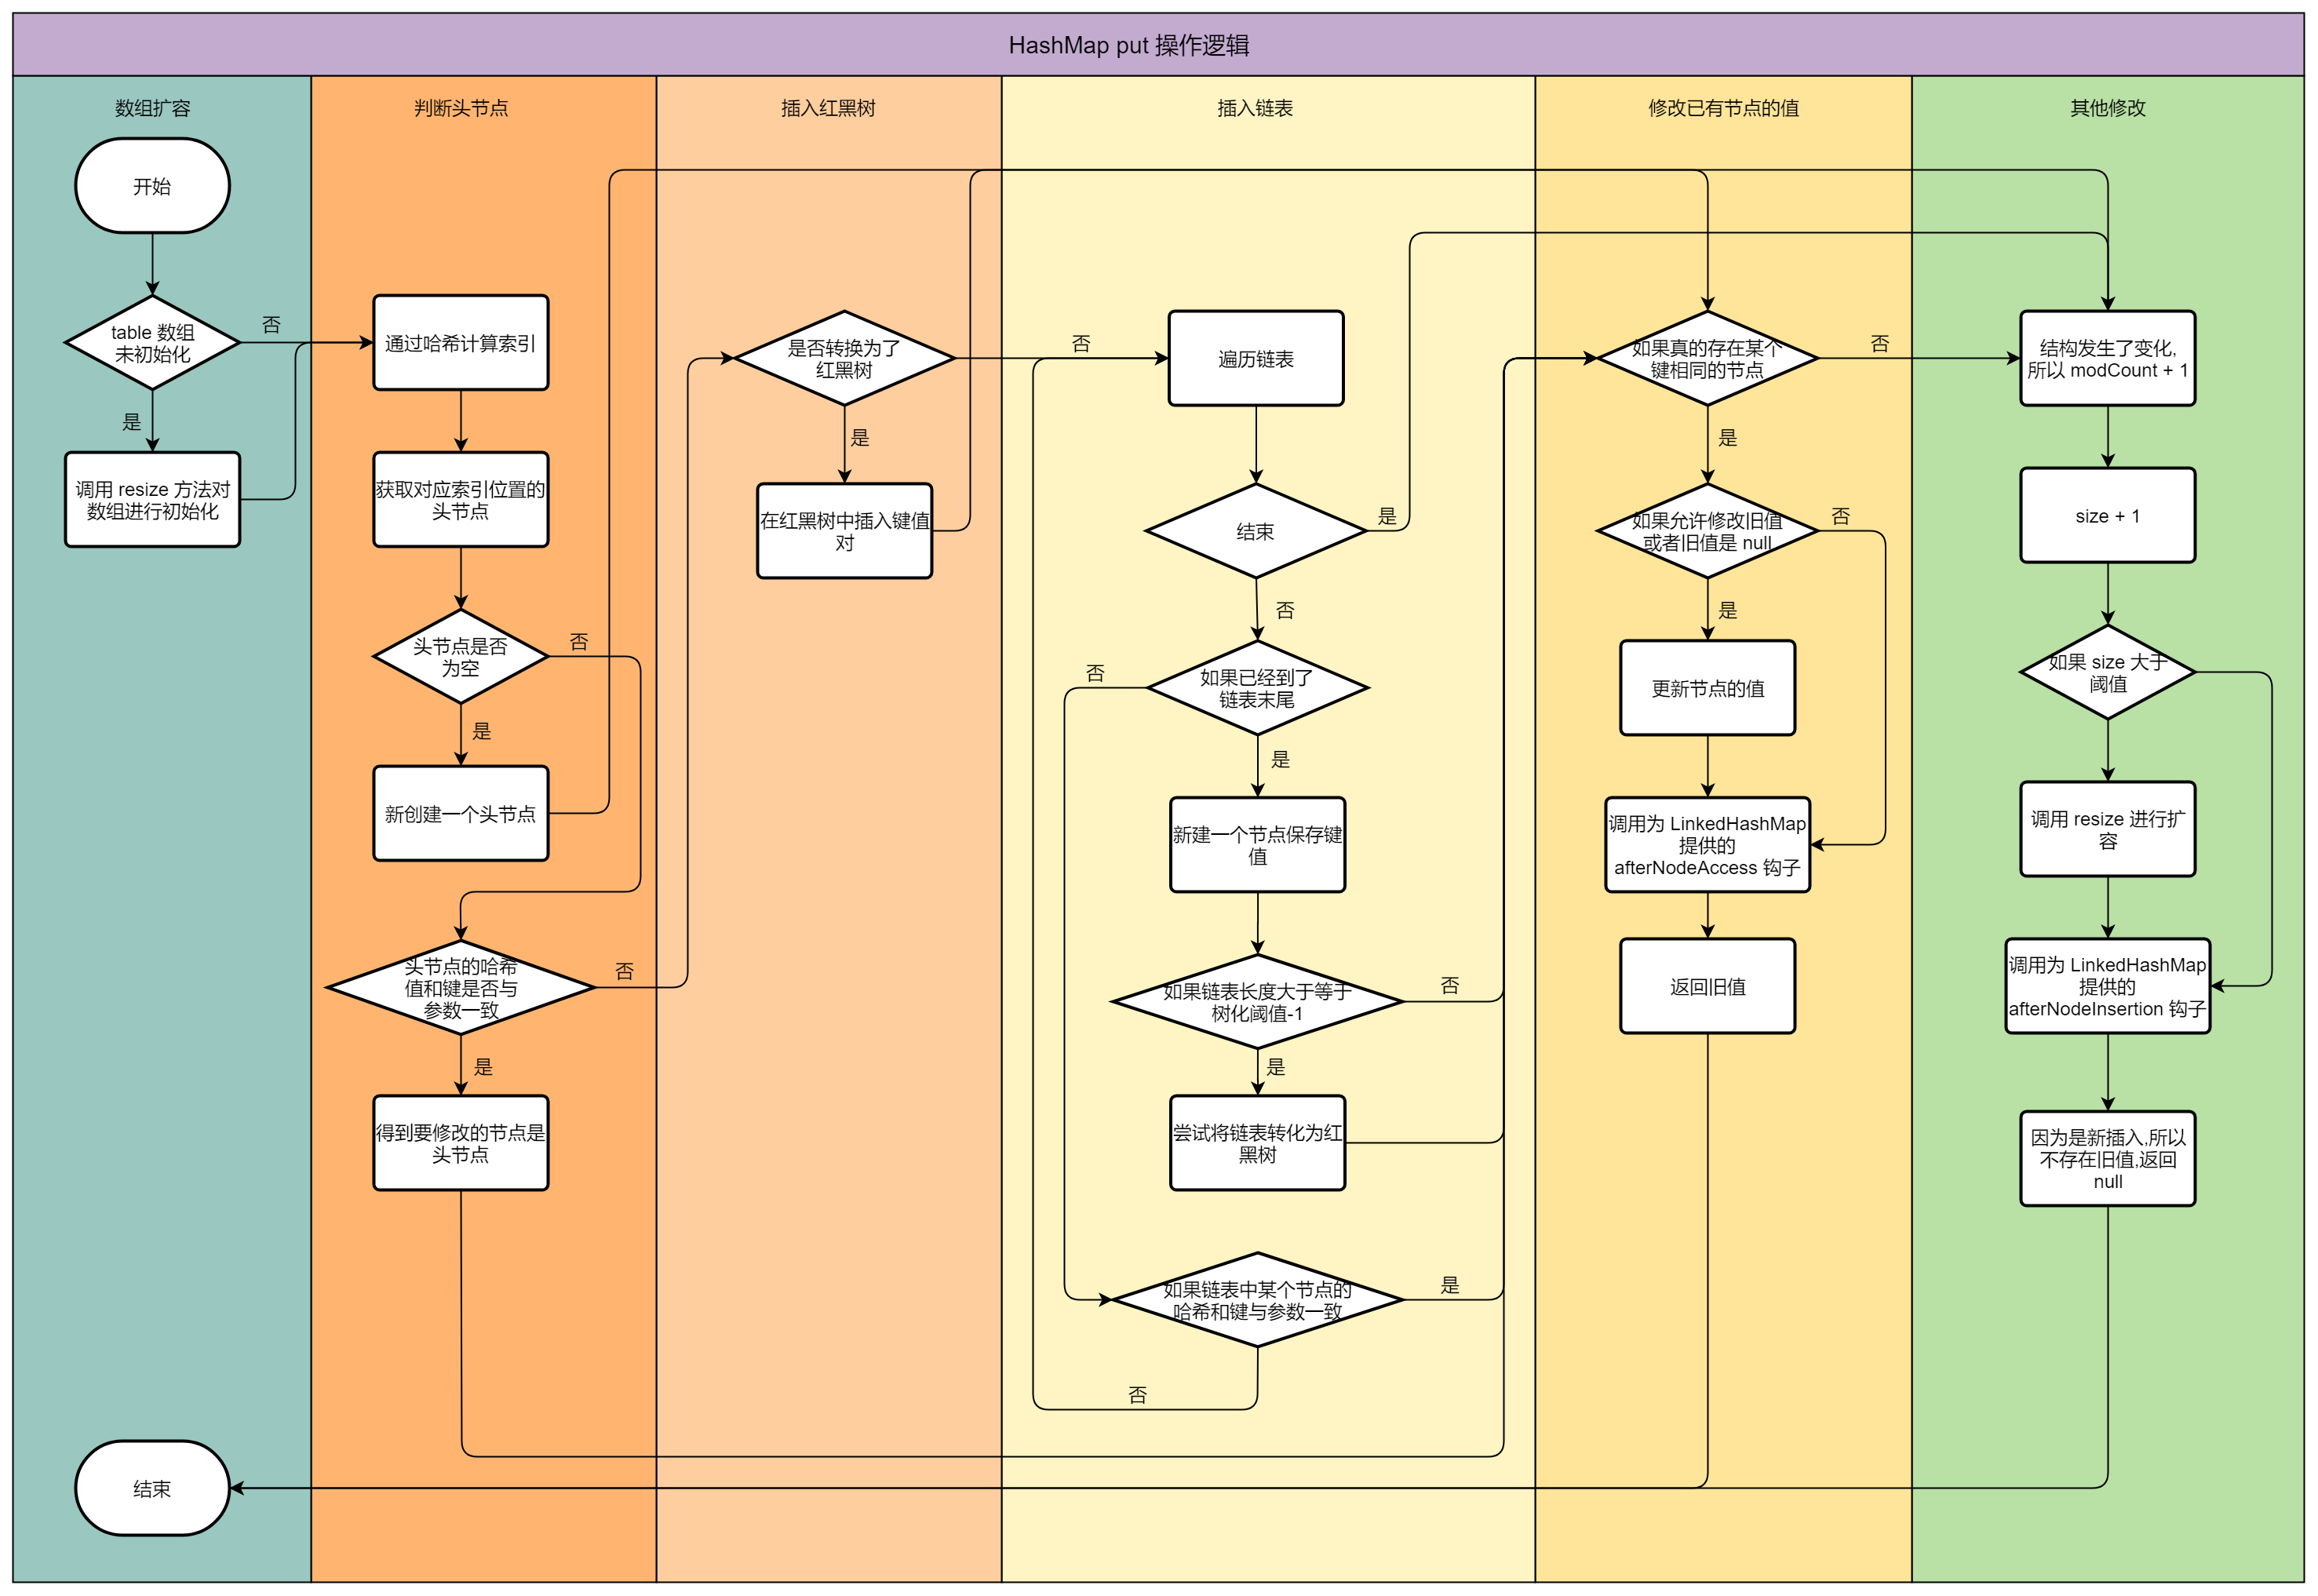 HashMap put 操作逻辑
数组扩容
开始
table 数组
未初始化
否
是
调用 resize 方法对
数组进行初始化
结束
判断头节点
通过哈希计算索引
获取对应索引位置的
头节点
头节点是否
为空
否
是
新创建一个头节点
头节点的哈希
值和键是否与
参数一致
否
是
得到要修改的节点是
头节点
插入红黑树
是否转换为了
红黑树
否
是
在红黑树中插入键值
对
插入链表
遍历链表
结束
是
否
如果已经到了
链表末尾
否
是
新建一个节点保存键
值
如果链表长度大于等于
树化阈值-1
否
是
尝试将链表转化为红
黑树
如果链表中某个节点的
哈希和键与参数一致
是
否
修改已有节点的值
如果真的存在某个
键相同的节点
否
是
如果允许修改旧值
或者旧值是 null
否
是
更新节点的值
调用为 LinkedHashMap
提供的
afterNodeAccess 钩子
返回旧值
其他修改
结构发生了变化,
所以 modCount + 1
size + 1
如果 size 大于
阈值
调用 resize 进行扩
容
调用为 LinkedHashMap
提供的
afterNodeInsertion 钩子
因为是新插入,所以
不存在旧值,返回
null